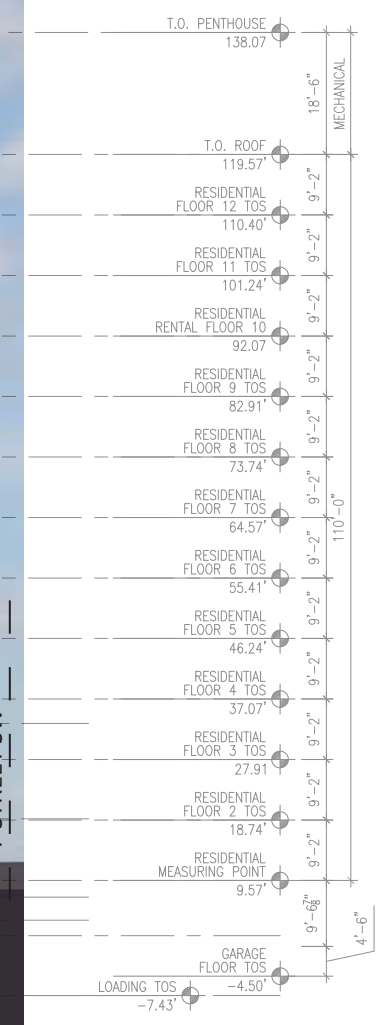 T.O. PENTHOUSE
138.07
18'-6"
MECHANICAL
T.O. ROOF
119.57'
9'-2"
RESIDENTIAL
FLOOR 12 TOS
110.40'
9'-2"
RESIDENTIAL
FLOOR 11 TOS
101.24'
9'-2"
RESIDENTIAL
RENTAL FLOOR 10
92.07
9'-2"
RESIDENTIAL
FLOOR 9 TOS
82.91'
9'-2"
RESIDENTIAL
FLOOR 8 TOS
73.74'
9'-2"
110'-0"
RESIDENTIAL
FLOOR 7 TOS
64.57'
9'-2"
RESIDENTIAL
FLOOR 6 TOS
55.41'
9'-2"
RESIDENTIAL
FLOOR 5 TOS
46.24'
9'-2"
RESIDENTIAL
FLOOR 4 TOS
37.07'
9'-2"
RESIDENTIAL
FLOOR 3 TOS
27.91
9'-2"
RESIDENTIAL
FLOOR 2 TOS
18.74'
9'-2"
RESIDENTIAL
MEASURING POINT
9.57'
9'-6⅞"
4'-6"
GARAGE
FLOOR TOS
-4.50'
LOADING TOS
-7.43'